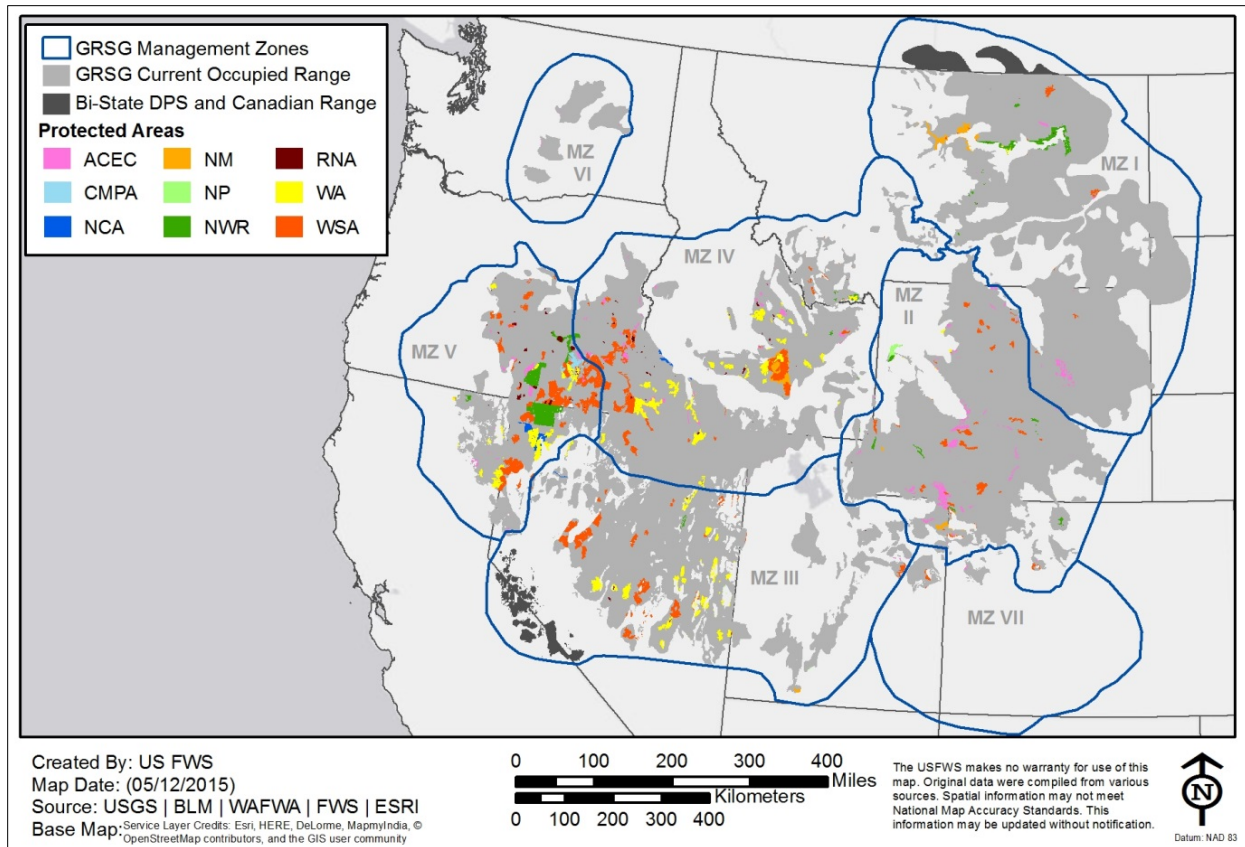 GRSG Management Zones
GRSG Current Occupied Range
Bi-State DPS and Canadian Range
Protected Areas
ACEC NM RNA
CMPA NP WA
NCA NWR WSA
MZ
VI
MZ I
MZ IV
MZ
II
MZ V
MZ III
MZ VII
Created By: US FWS
Map Date: (05/12/2015)
Source: USGS | BLM | WAFWA | FWS | ESRI
Base Map: Service Layer Credits: Esri, HERE, DeLorme, MapmyIndia, ©
OpenStreetMap contributors, and the GIS user community
0 100 200 300 400
Miles
Kilometers
0 100 200 300 400
The USFWS makes no warranty for use of this
map. Original data were compiled from various
sources. Spatial information may not meet
National Map Accuracy Standards. This
information may be updated without notification.
N
Datum: NAD 83